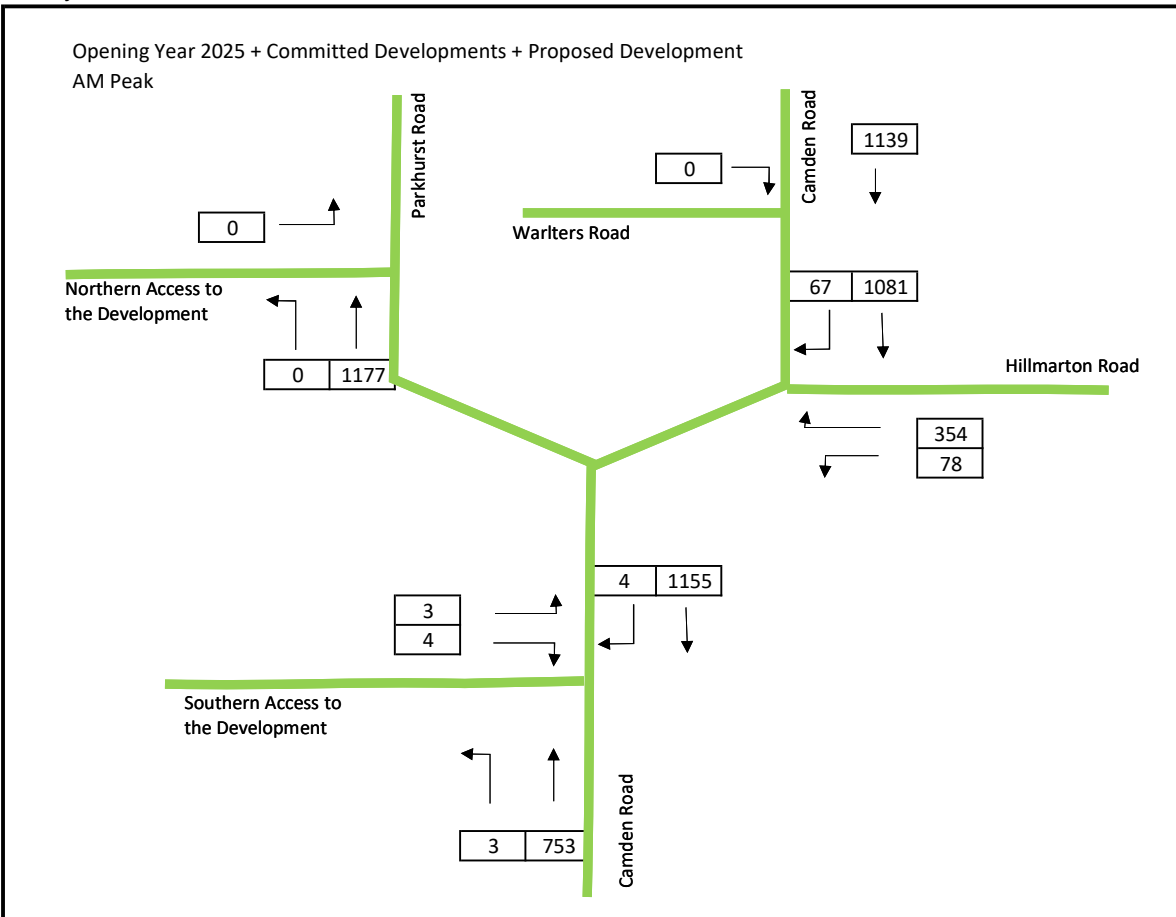 Opening Year 2025 + Committed Developments + Proposed Development
AM Peak
Parkhurst Road
Camden Road
1139
0
0
Warlters Road
Northern Access to
the Development
67 1081
0 1177
Hillmarton Road
354
78
4 1155
3
4
Southern Access to
the Development
Camden Road
3 753